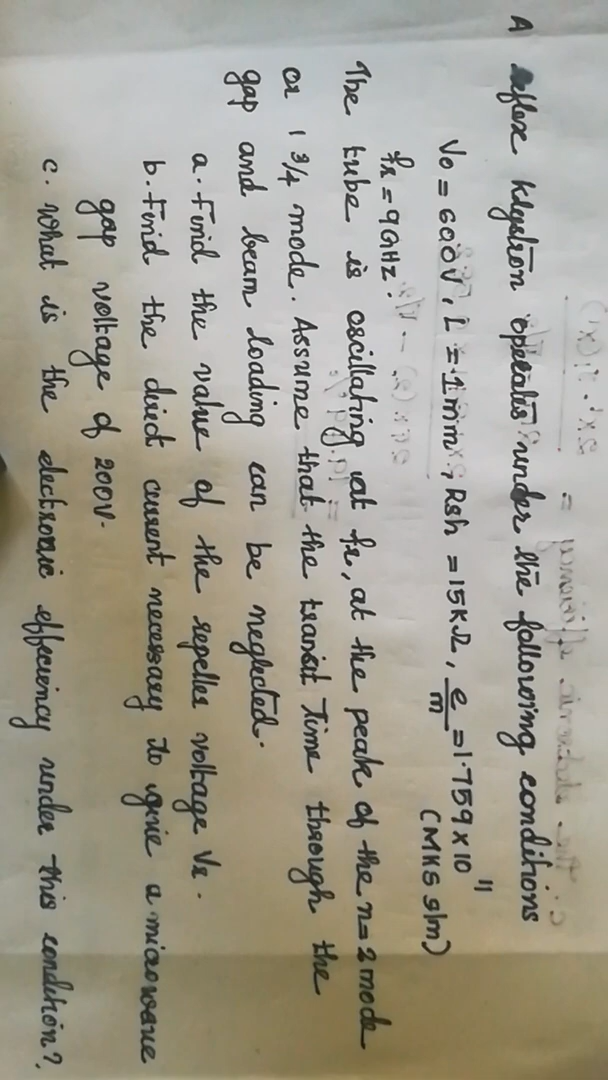 A Reflex Klystron operates under the following conditions
V0 = 600V, L = 1mm, Rsh = 15KΩ, e/m = 1.759 x 10^11
(MKS s/m)
fr = 9GHz.
The tube is oscillating at fr, at the peak of the n=2 mode
or 1 3/4 mode. Assume that the transit Time through the
gap and beam loading can be neglected.
a. Find the value of the repeller voltage Vr.
b. Find the direct current necessary to give a microwave
gap voltage of 200V.
c. What is the electronic effeciency under this condition?